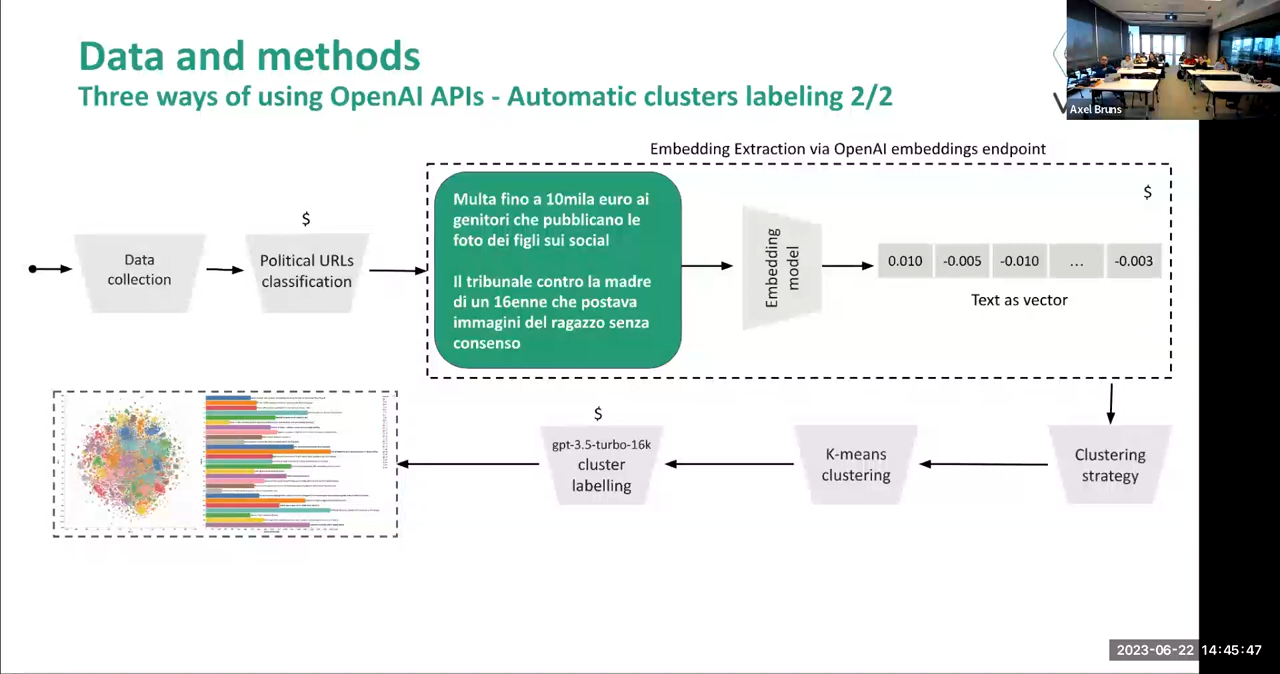 Data and methods
Three ways of using OpenAI APIs - Automatic clusters labeling 2/2
Axel Bruns
Embedding Extraction via OpenAI embeddings endpoint
$
Data
collection
$
Political URLs
classification
Multa fino a 10mila euro ai
genitori che pubblicano le
foto dei figli sui social
Il tribunale contro la madre
di un 16enne che postava
immagini del ragazzo senza
consenso
Embedding
model
0.010
-0.005
-0.010
...
-0.003
Text as vector
$
gpt-3.5-turbo-16k
cluster
labelling
K-means
clustering
Clustering
strategy
2023-06-22 14:45:47